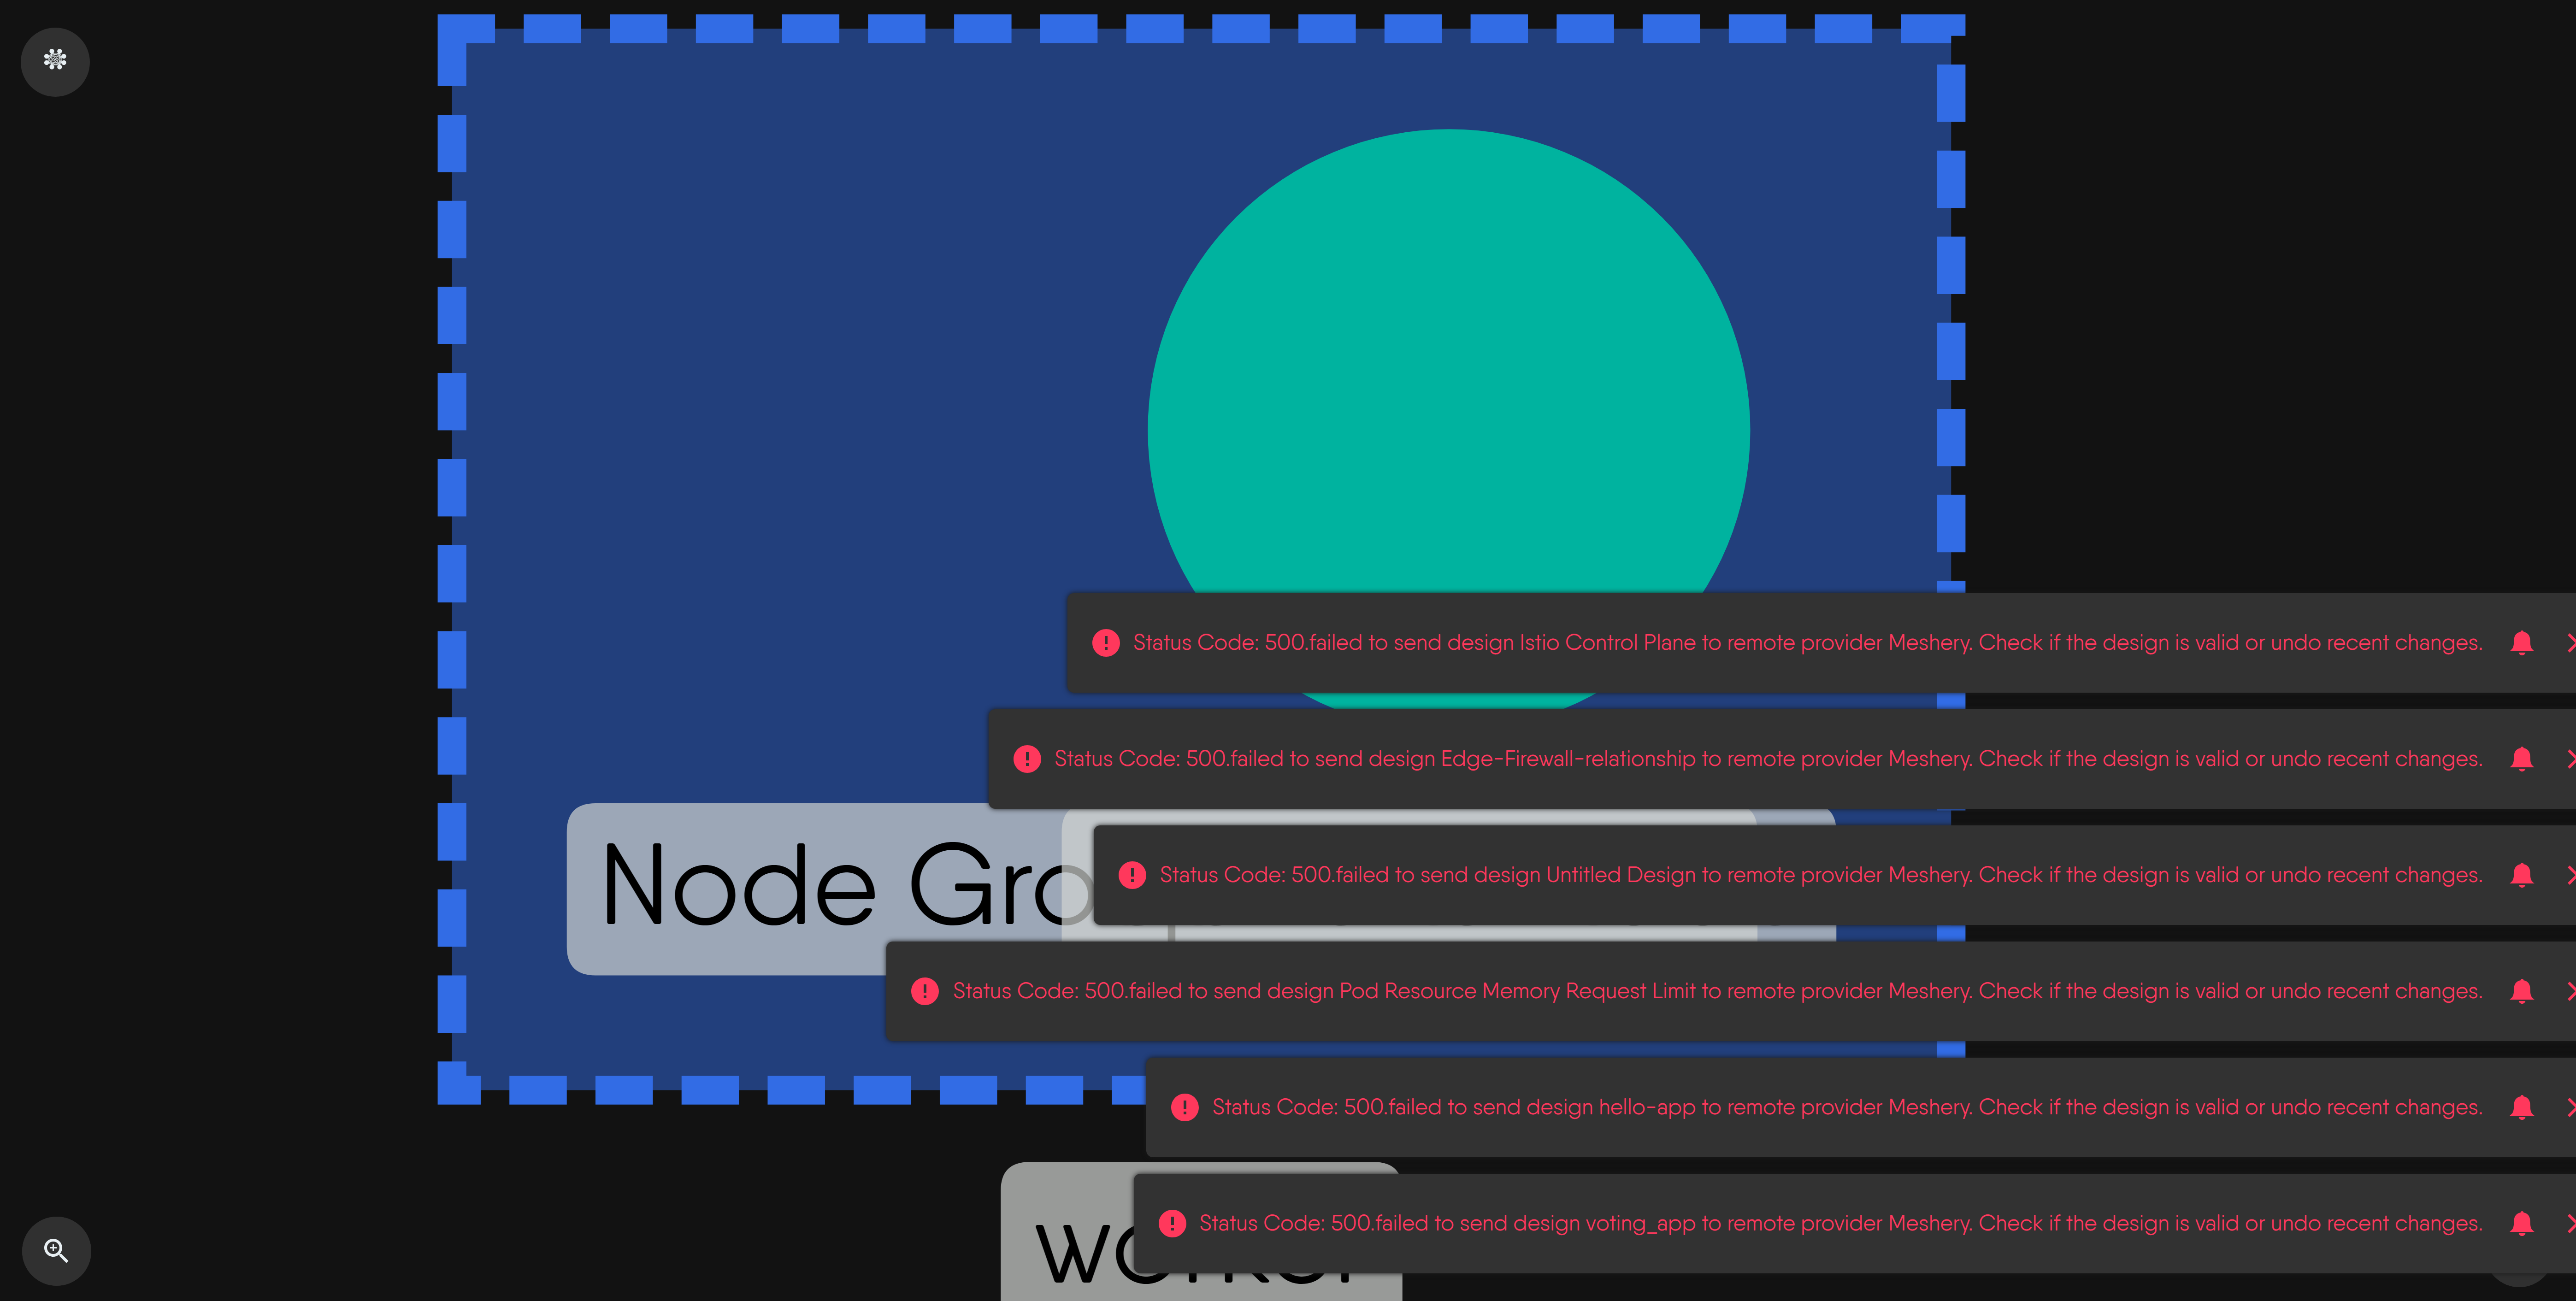 Status Code: 500.failed to send design Istio Control Plane to remote provider Meshery. Check if the design is valid or undo recent changes.
Status Code: 500.failed to send design Edge-Firewall-relationship to remote provider Meshery. Check if the design is valid or undo recent changes.
Node Gro
Status Code: 500.failed to send design Untitled Design to remote provider Meshery. Check if the design is valid or undo recent changes.
Status Code: 500.failed to send design Pod Resource Memory Request Limit to remote provider Meshery. Check if the design is valid or undo recent changes.
Status Code: 500.failed to send design hello-app to remote provider Meshery. Check if the design is valid or undo recent changes.
Status Code: 500.failed to send design voting_app to remote provider Meshery. Check if the design is valid or undo recent changes.